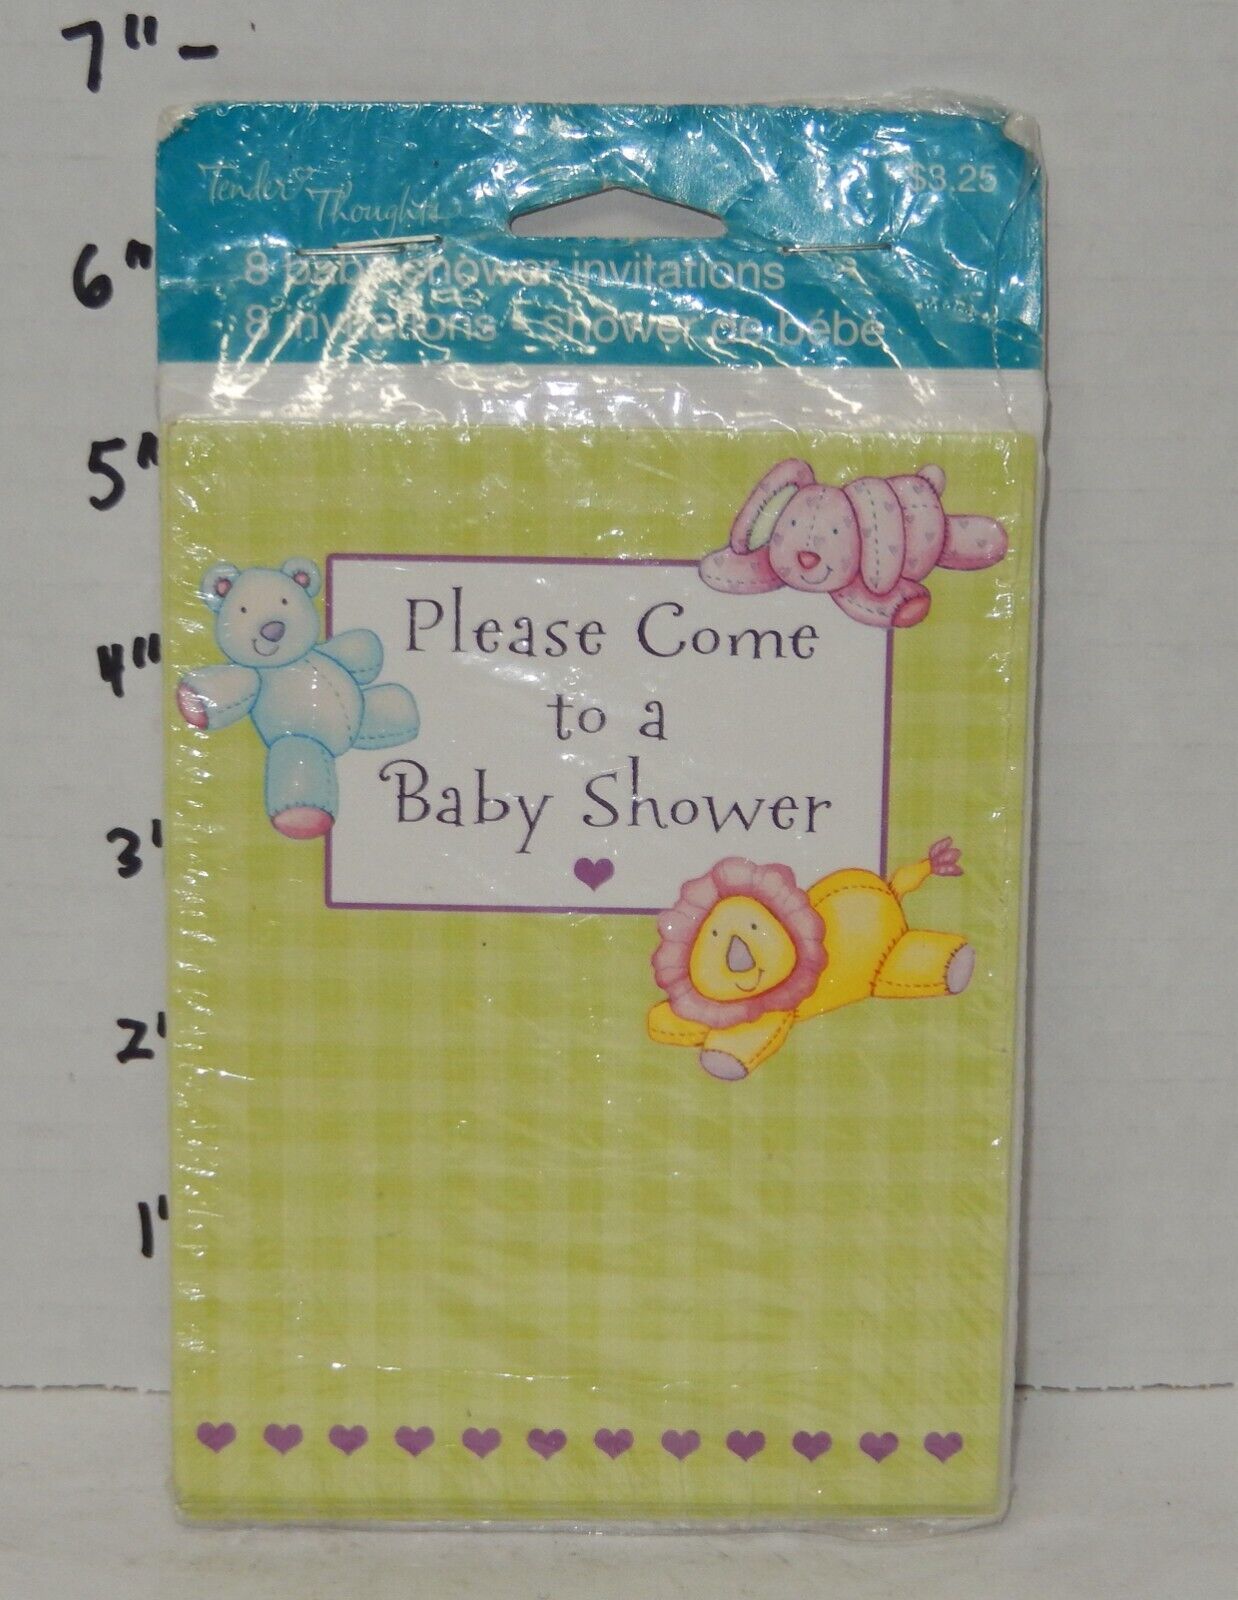 7"-
6"
5"
4"
3'
2'
1'
Tender Thoughts
$3.25
8 baby shower invitations
8 invitations - shower de bébé
Please Come
to a
Baby Shower